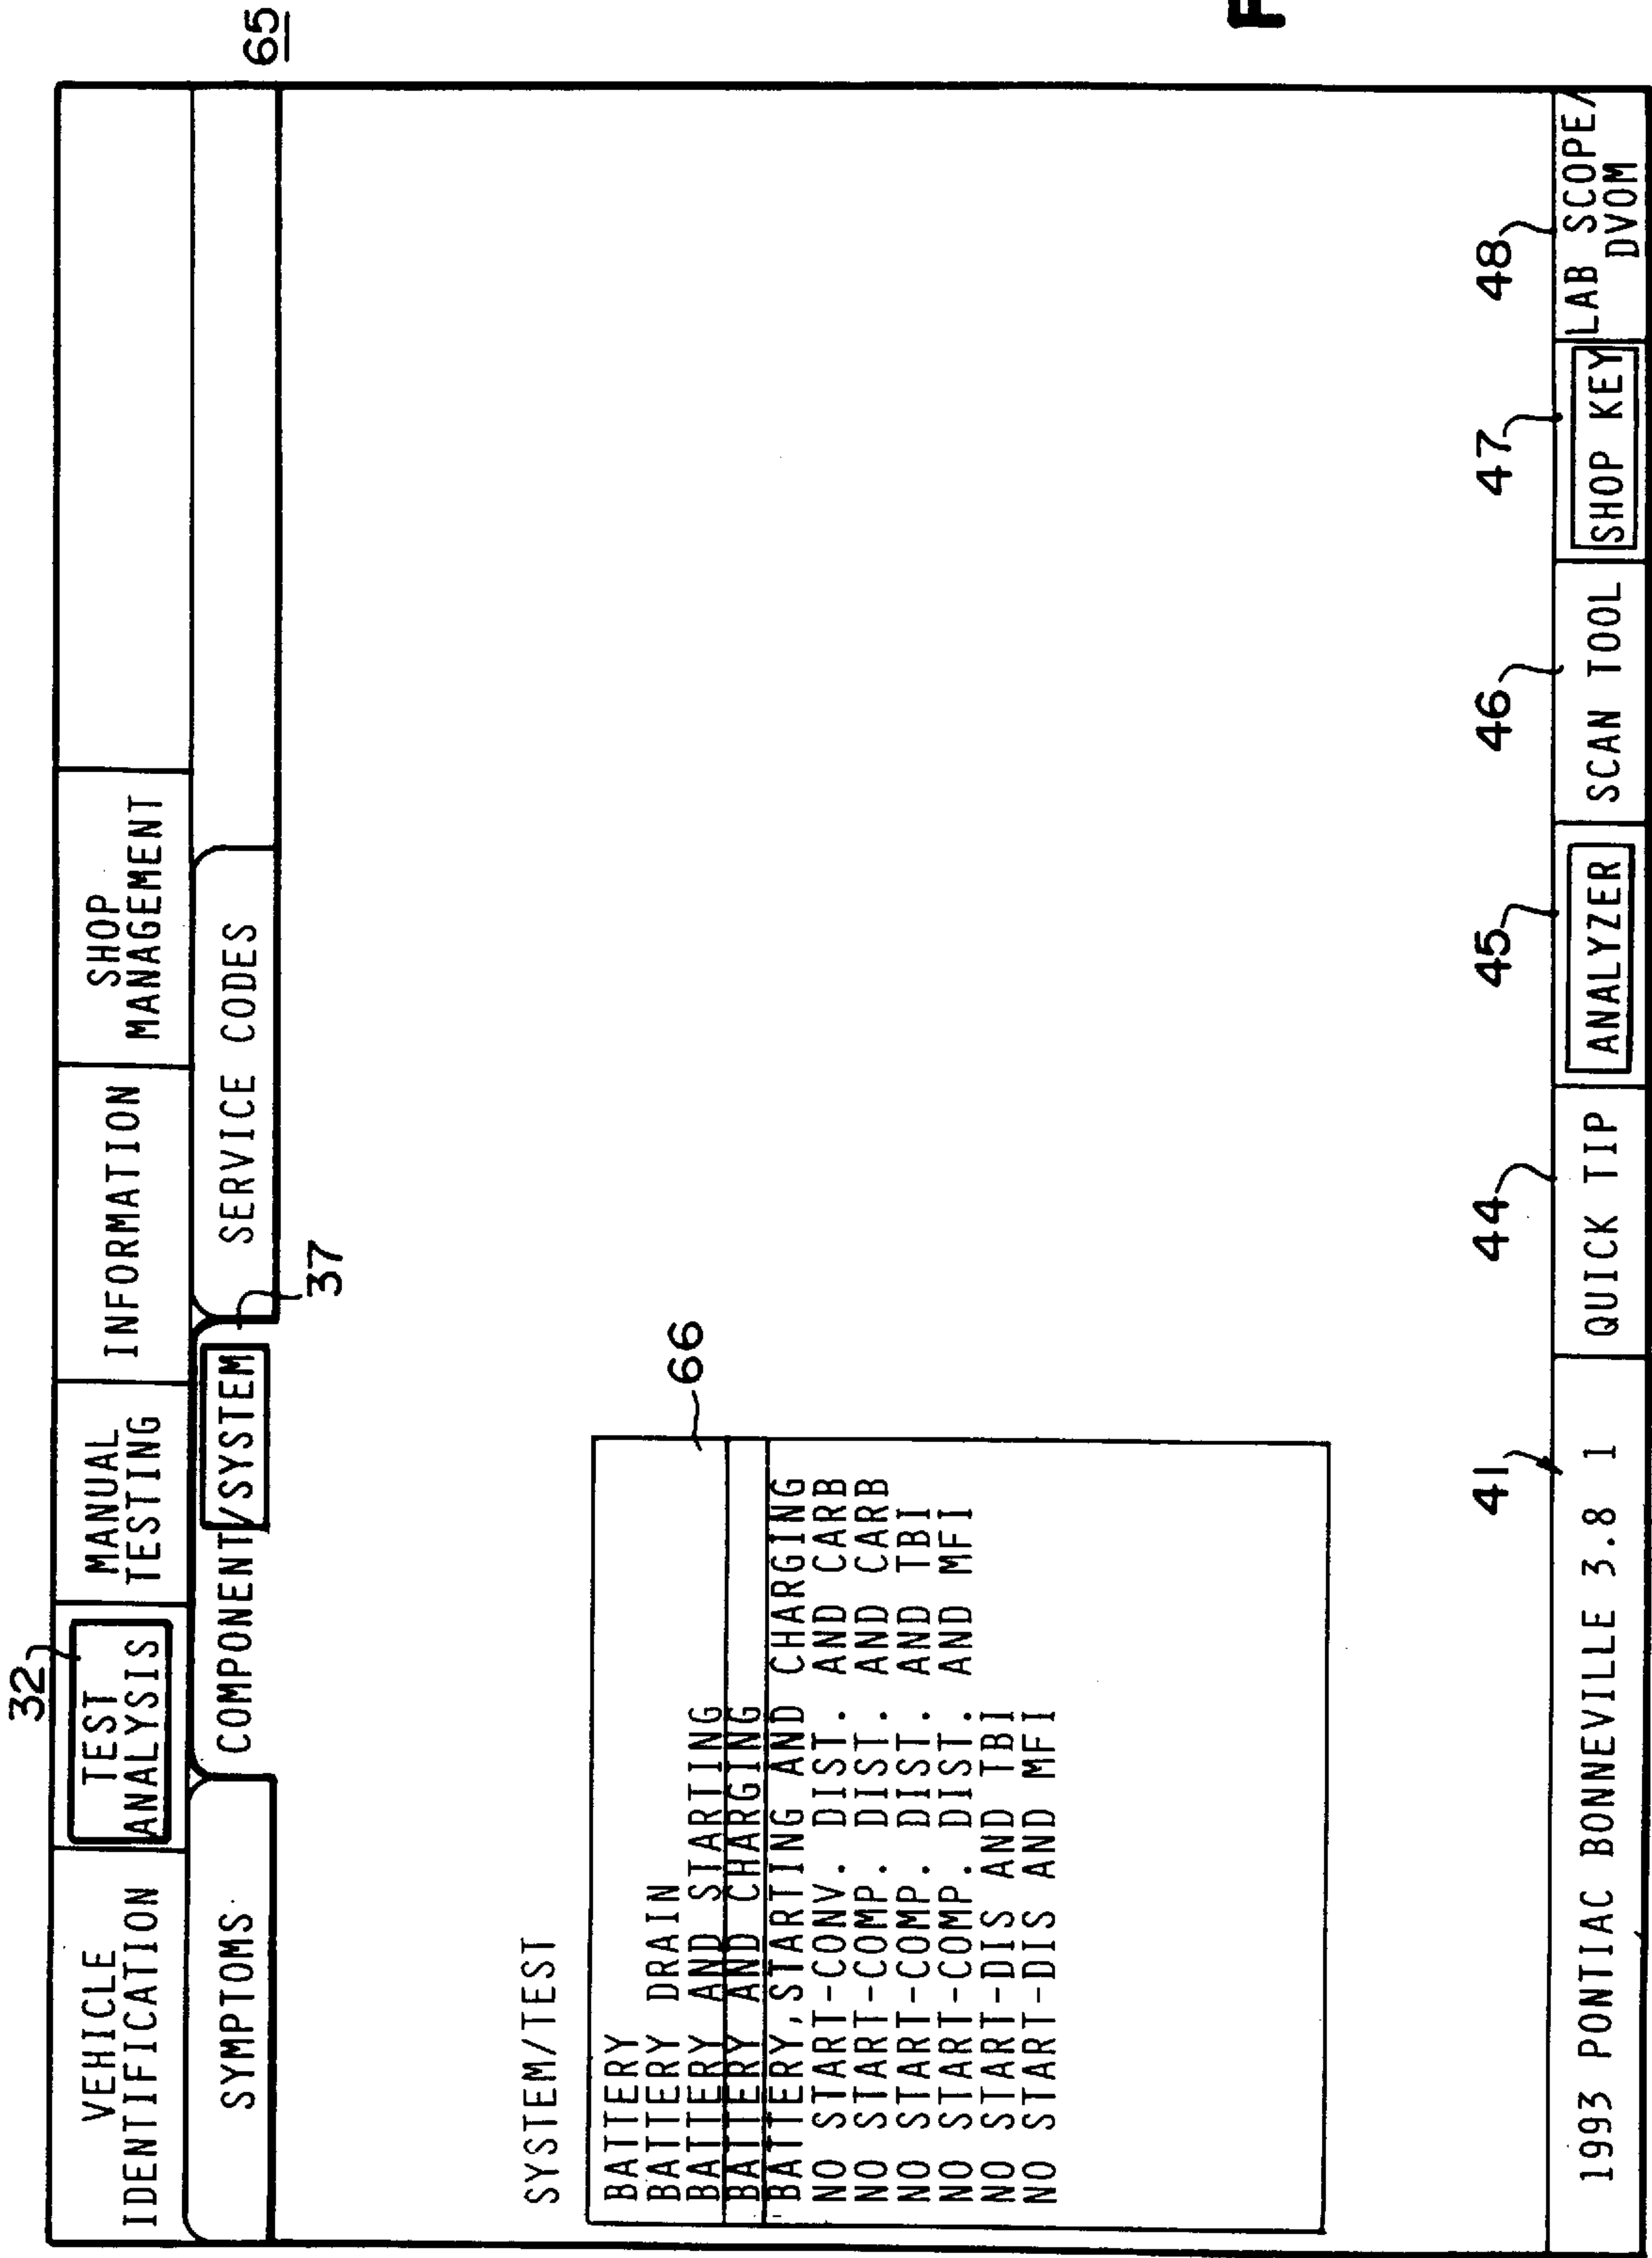 65
32
VEHICLE
IDENTIFICATION
TEST
ANALYSIS
MANUAL
TESTING
INFORMATION
SHOP
MANAGEMENT
SYMPTOMS
COMPONENT/SYSTEM
SERVICE CODES
37
SYSTEM/TEST
66
BATTERY
BATTERY DRAIN
BATTERY AND STARTING
BATTERY AND CHARGING
BATTERY,STARTING AND CHARGING
NO START-CONV. DIST. AND CARB
NO START-COMP. DIST. AND CARB
NO START-COMP. DIST. AND TBI
NO START-COMP. DIST. AND MFI
NO START-DIS AND TBI
NO START-DIS AND MFI
41
44
45
46
47
48
1993 PONTIAC BONNEVILLE 3.8 1
QUICK TIP
ANALYZER
SCAN TOOL
SHOP KEY
LAB SCOPE/
DVOM